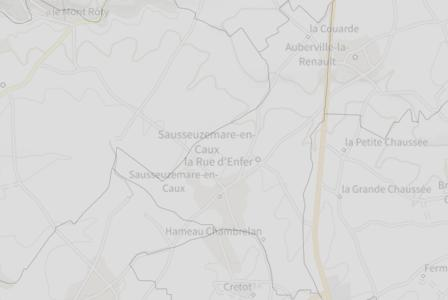 le Mont Roty
la Couarde
Auberville-la-
Renault
Sausseuzemare-en-
Caux
la Petite Chaussée
la Rue d'Enfer
Sausseuzemare-en-
Caux
la Grande Chaussée
Hameau Chambrelan
Cretot